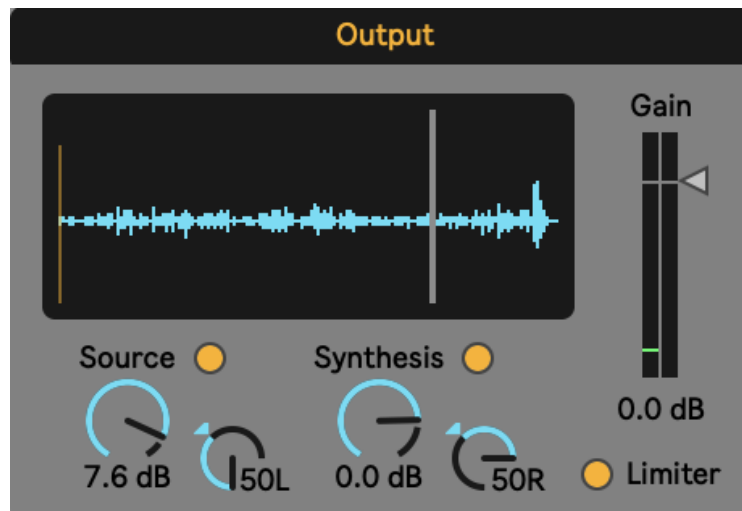 Output
Gain
Source
Synthesis
7.6 dB
50L
0.0 dB
50R
0.0 dB
Limiter